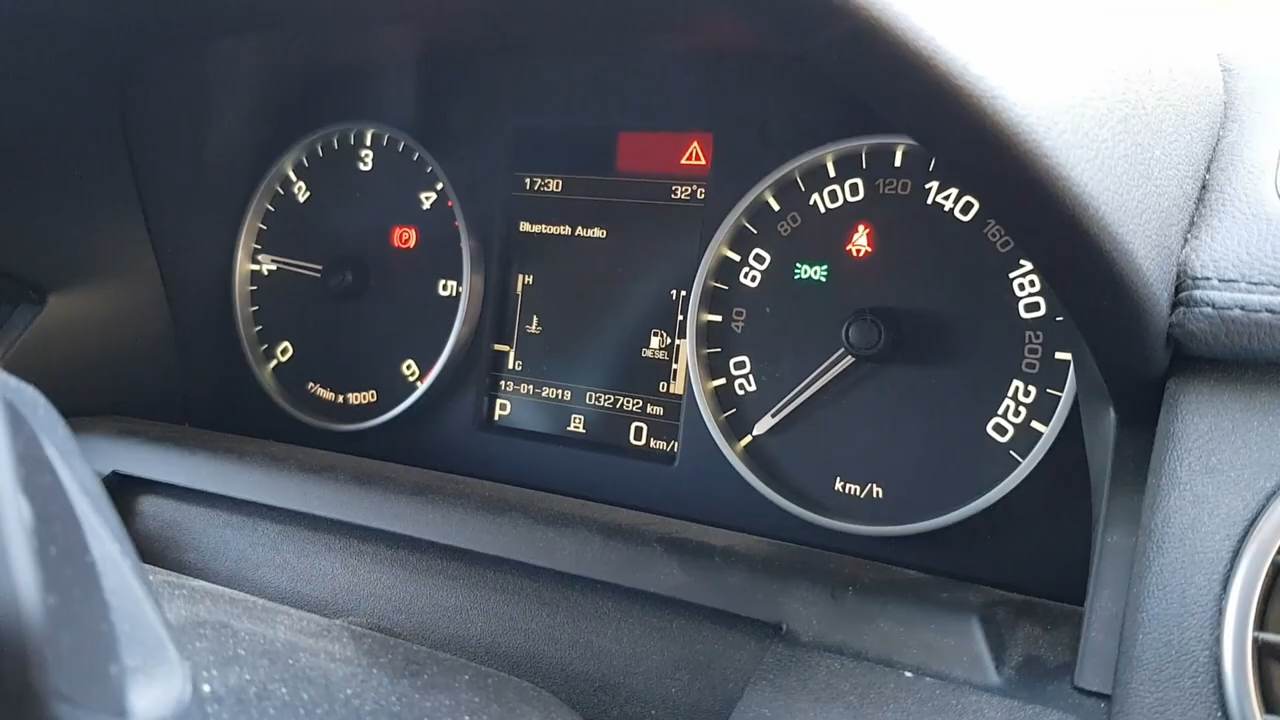 0
1
2
3
4
5
6
r/min x 1000
P
17:30
32°C
Bluetooth Audio
H
C
1
0
DIESEL
13-01-2019
032792 km
P
0 km/
20
40
60
80
100
120
140
160
180
200
220
km/h